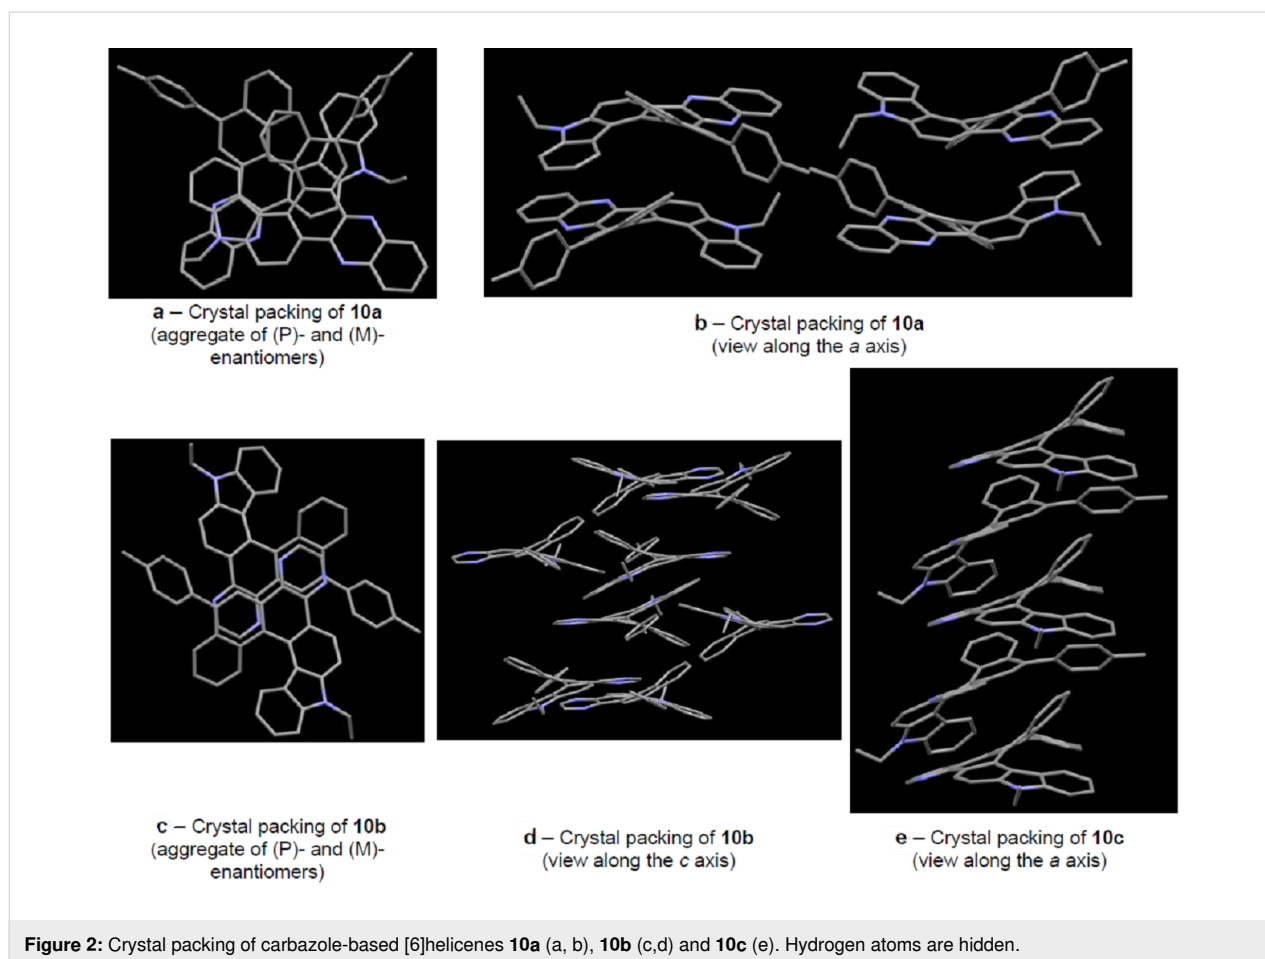 a – Crystal packing of 10a
(aggregate of (P)- and (M)-
enantiomers)
b – Crystal packing of 10a
(view along the a axis)
c – Crystal packing of 10b
(aggregate of (P)- and (M)-
enantiomers)
d – Crystal packing of 10b
(view along the c axis)
e – Crystal packing of 10c
(view along the a axis)
Figure 2: Crystal packing of carbazole-based [6]helicenes 10a (a, b), 10b (c,d) and 10c (e). Hydrogen atoms are hidden.